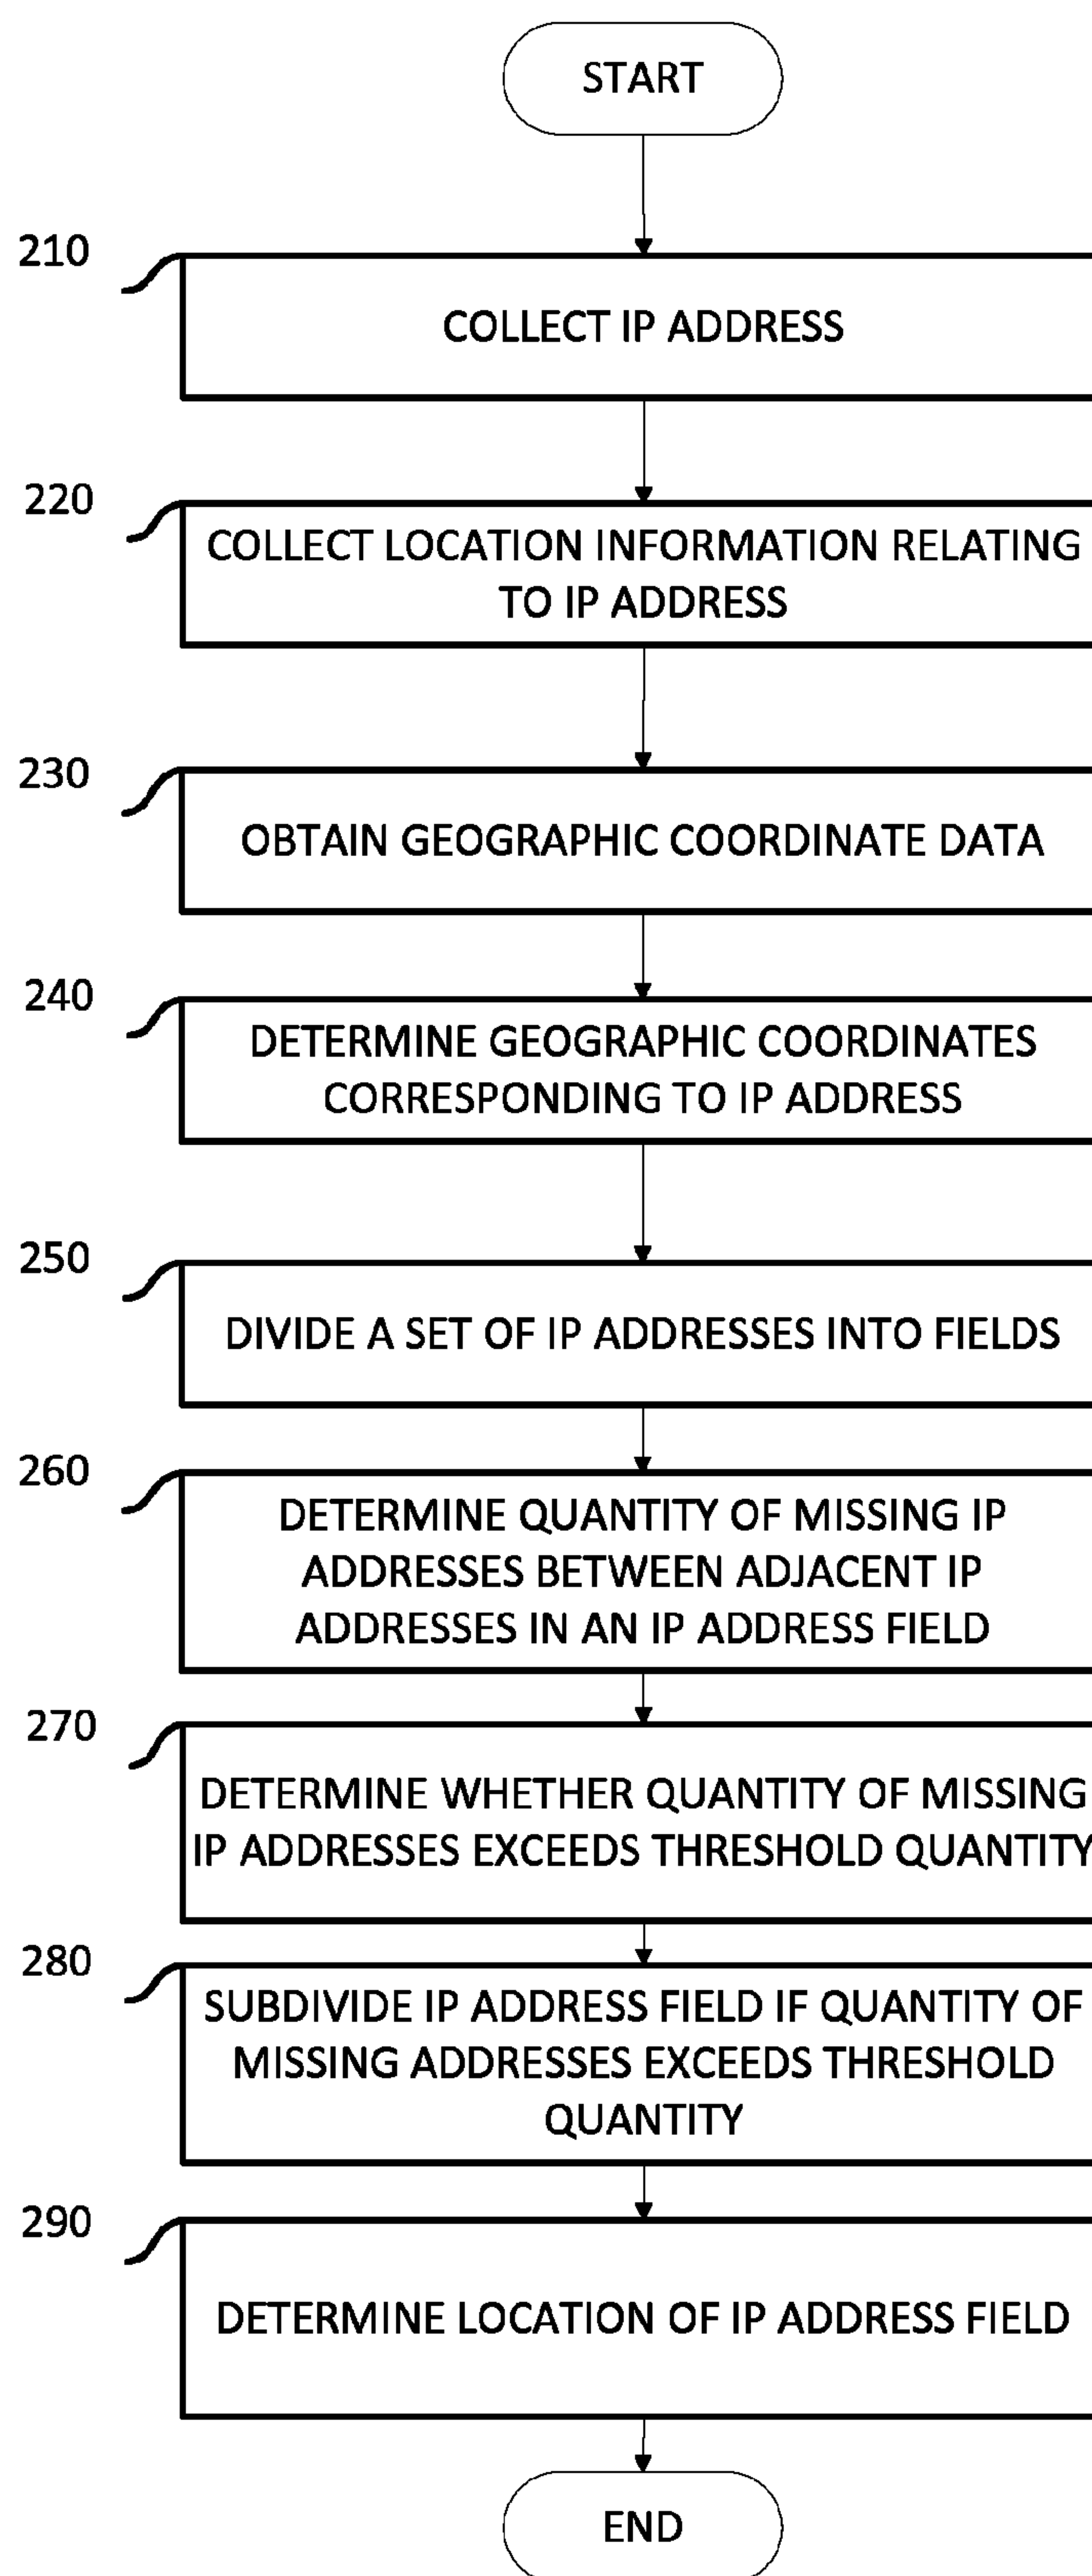 START
210
COLLECT IP ADDRESS
220
COLLECT LOCATION INFORMATION RELATING
TO IP ADDRESS
230
OBTAIN GEOGRAPHIC COORDINATE DATA
240
DETERMINE GEOGRAPHIC COORDINATES
CORRESPONDING TO IP ADDRESS
250
DIVIDE A SET OF IP ADDRESSES INTO FIELDS
260
DETERMINE QUANTITY OF MISSING IP
ADDRESSES BETWEEN ADJACENT IP
ADDRESSES IN AN IP ADDRESS FIELD
270
DETERMINE WHETHER QUANTITY OF MISSING
IP ADDRESSES EXCEEDS THRESHOLD QUANTITY
280
SUBDIVIDE IP ADDRESS FIELD IF QUANTITY OF
MISSING ADDRESSES EXCEEDS THRESHOLD
QUANTITY
290
DETERMINE LOCATION OF IP ADDRESS FIELD
END